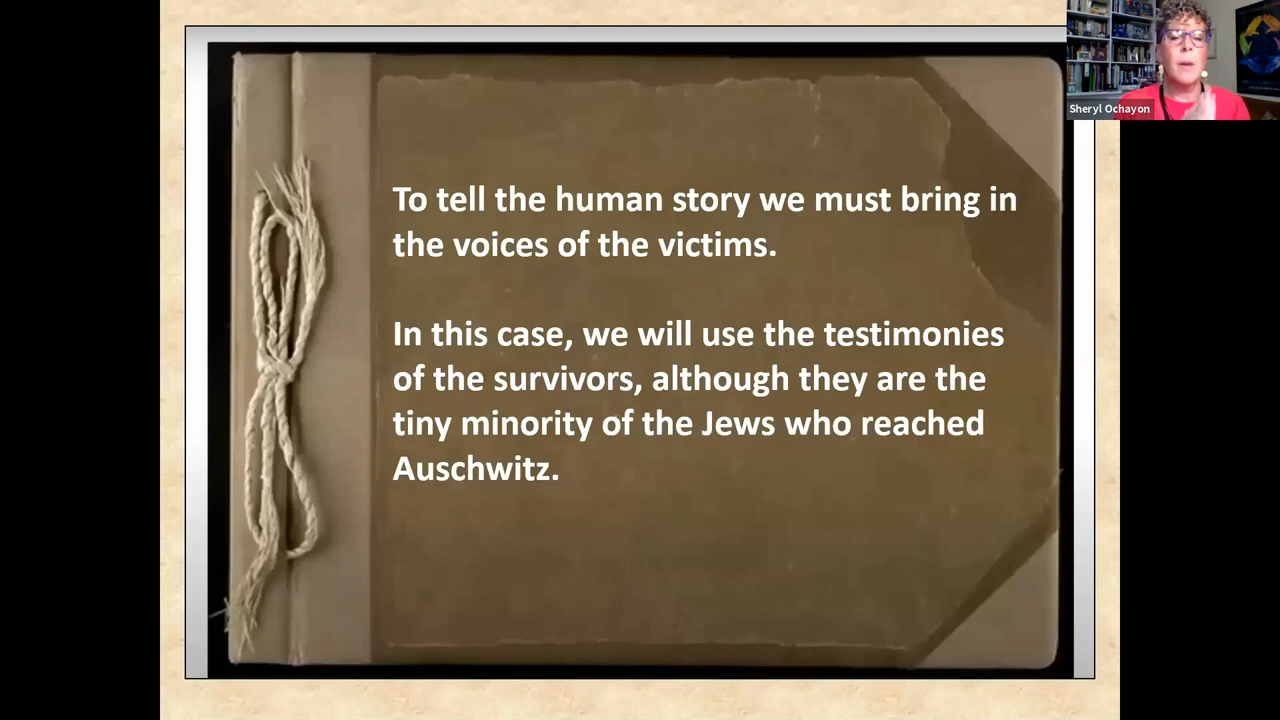 To tell the human story we must bring in
the voices of the victims.
In this case, we will use the testimonies
of the survivors, although they are the
tiny minority of the Jews who reached
Auschwitz.
Sheryl Ochayon